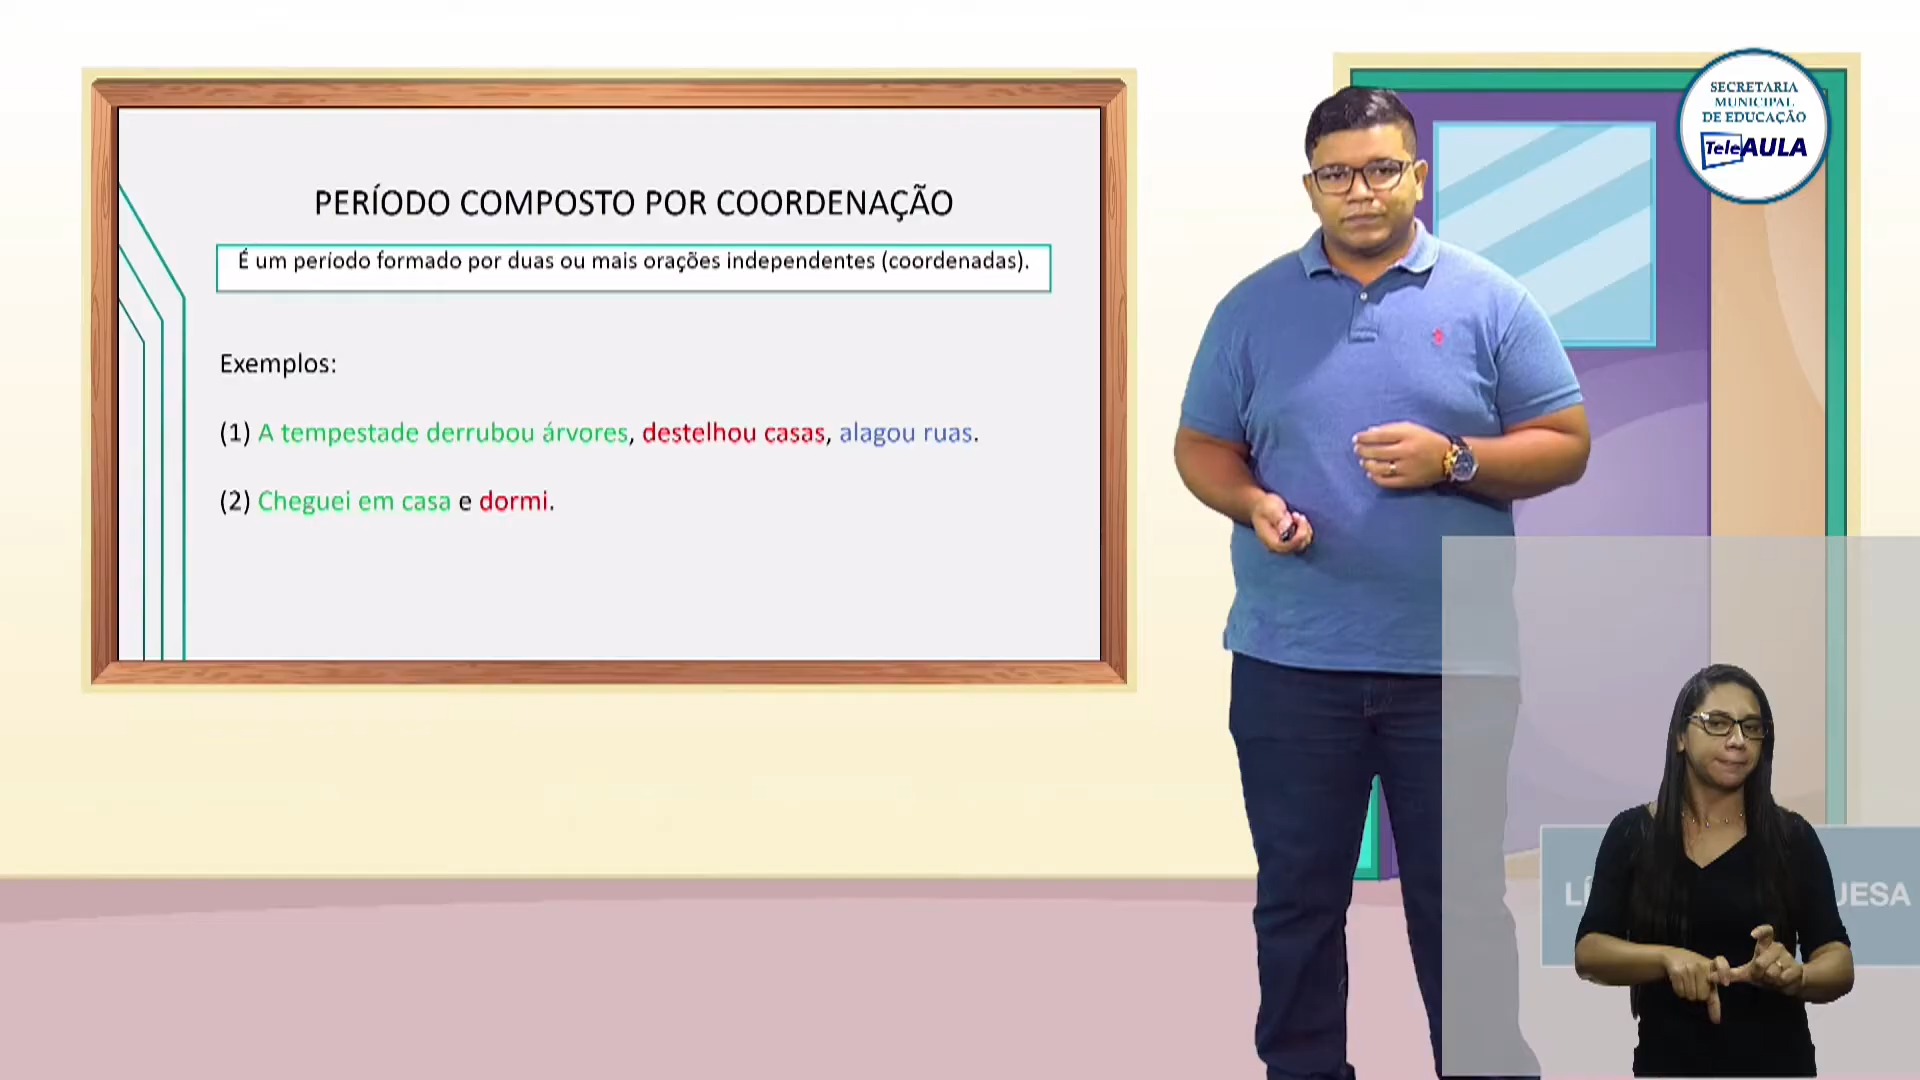 PERÍODO COMPOSTO POR COORDENAÇÃO
É um período formado por duas ou mais orações independentes (coordenadas).
Exemplos:
(1) A tempestade derrubou árvores, destelhou casas, alagou ruas.
(2) Cheguei em casa e dormi.
SECRETARIA
MUNICIPAL
DE EDUCAÇÃO
TeleAULA